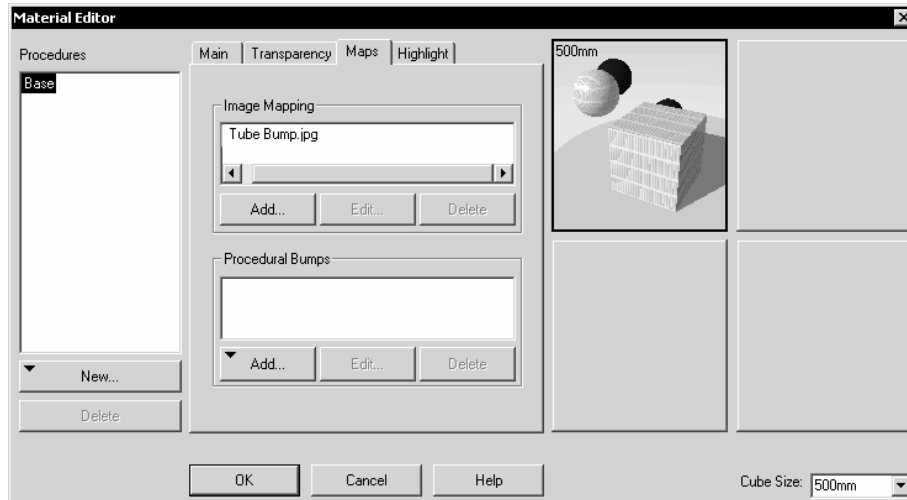 Material Editor
Procedures
Base
New...
Delete
Main Transparency Maps Highlight
Image Mapping
Tube Bump.jpg
Add... Edit... Delete
Procedural Bumps
Add... Edit... Delete
500mm
OK Cancel Help
Cube Size: 500mm